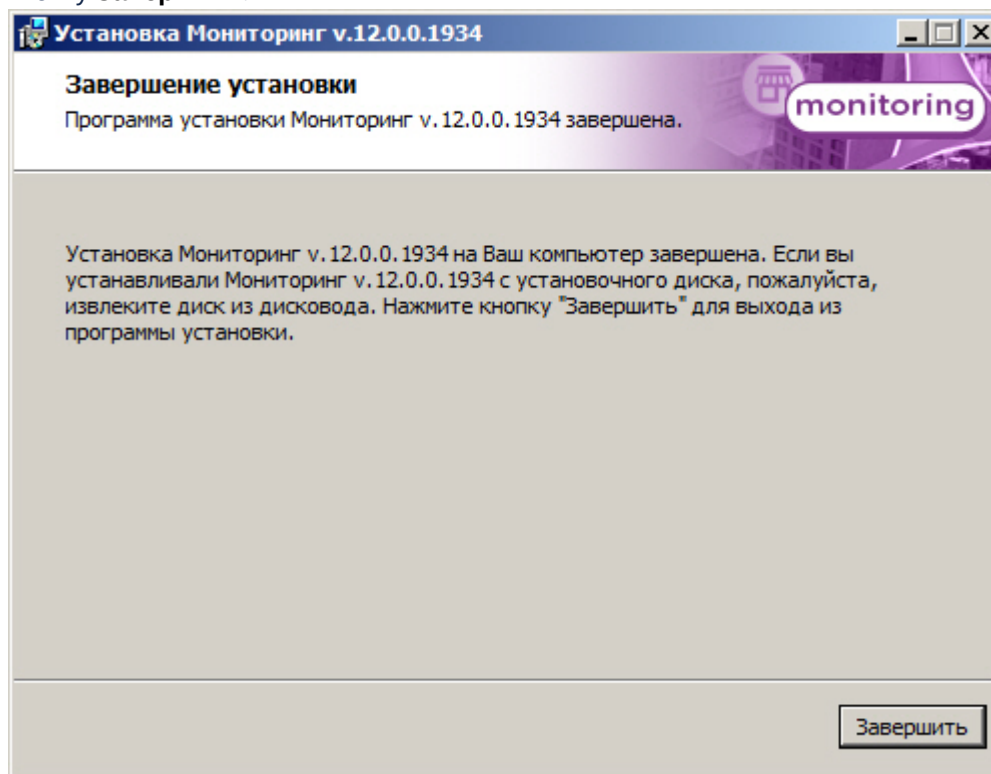 Установка Мониторинг v.12.0.0.1934
Завершение установки
Программа установки Мониторинг v.12.0.0.1934 завершена.
monitoring
Установка Мониторинг v.12.0.0.1934 на Ваш компьютер завершена. Если вы
устанавливали Мониторинг v.12.0.0.1934 с установочного диска, пожалуйста,
извлеките диск из дисковода. Нажмите кнопку "Завершить" для выхода из
программы установки.
Завершить